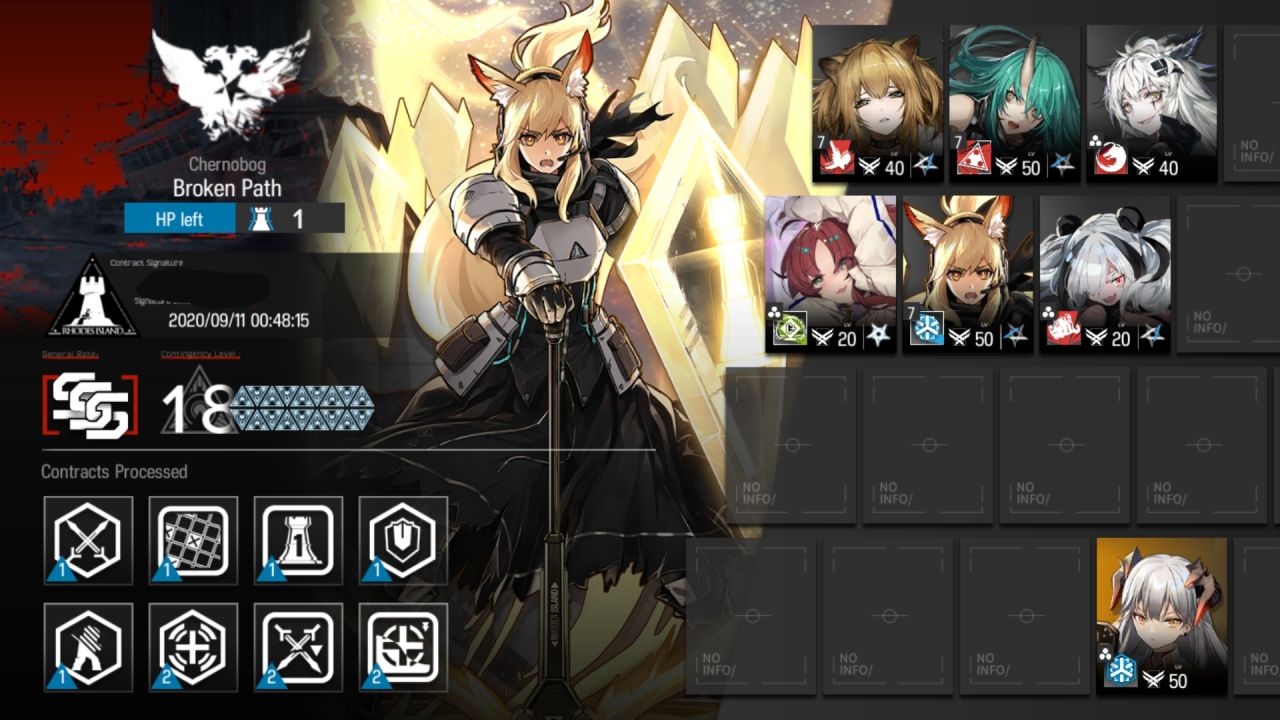 Chernobog
Broken Path
HP left 1
Contract Signature
2020/09/11 00:48:15
RHODES ISLAND
General Rate:
Contingency Level:
18
Contracts Processed
1 1 1 1
1 2 2 2
RHODES ISLAND
7 LV 40
7 LV 50
LV 40
NO INFO/
LV 20
7 LV 50
LV 20
NO INFO/
NO INFO/
NO INFO/
NO INFO/
NO INFO/
NO INFO/
NO INFO/
NO INFO/
LV 50
NO INFO/